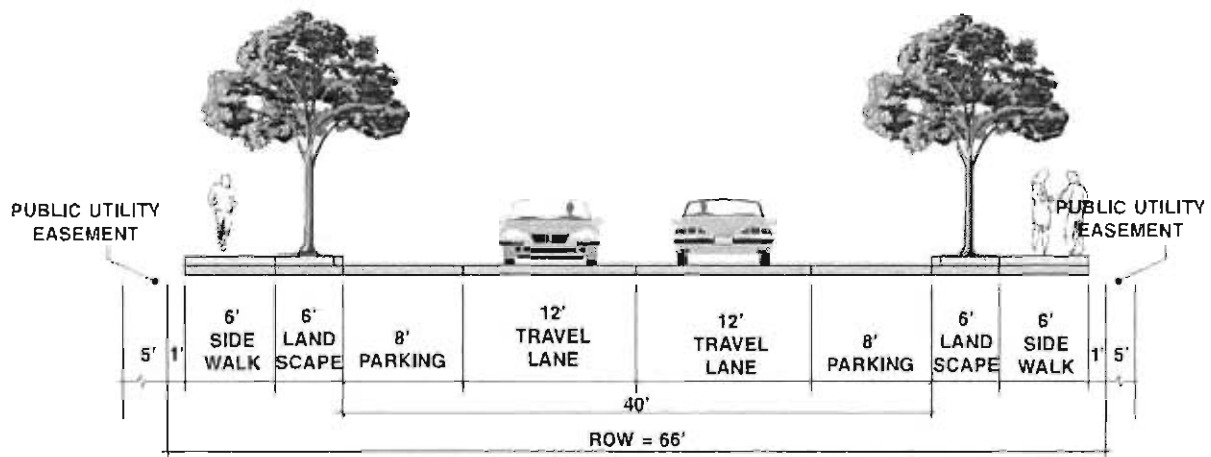 PUBLIC UTILITY
EASEMENT
PUBLIC UTILITY
EASEMENT
5'
1'
6'
SIDE
WALK
6'
LAND
SCAPE
8'
PARKING
12'
TRAVEL
LANE
12'
TRAVEL
LANE
8'
PARKING
6'
LAND
SCAPE
6'
SIDE
WALK
1'
5'
40'
ROW = 66'